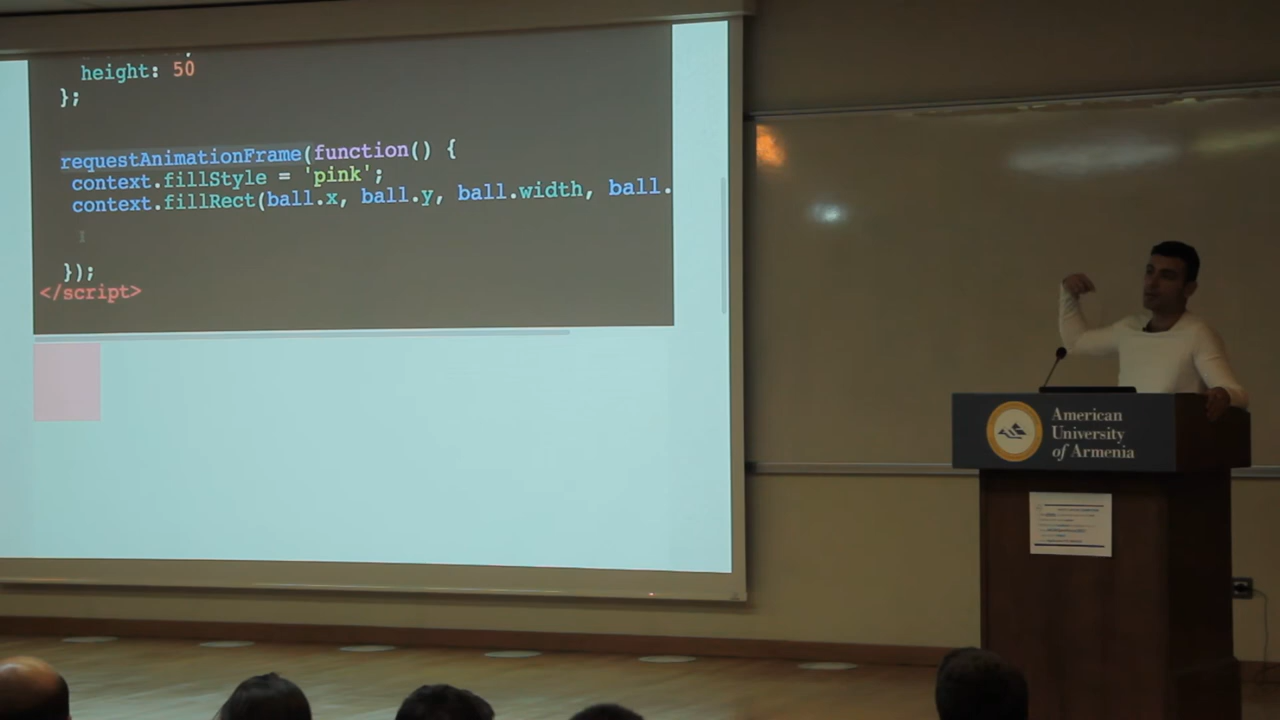 height: 50
};
requestAnimationFrame(function() {
context.fillStyle = 'pink';
context.fillRect(ball.x, ball.y, ball.width, ball.
});
</script>
American
University
of Armenia